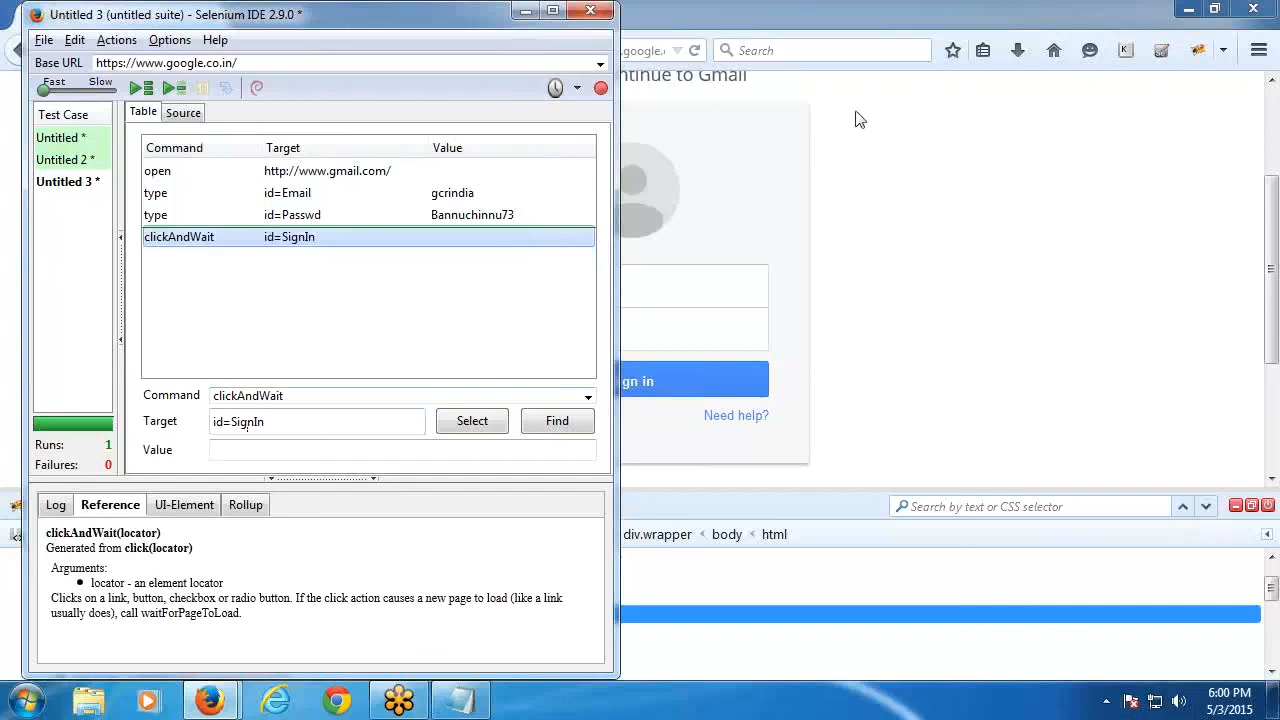 Untitled 3 (untitled suite) - Selenium IDE 2.9.0 *
File Edit Actions Options Help
Base URL https://www.google.co.in/
.google.
Search
Fast Slow
ntinue to Gmail
Test Case
Table Source
Untitled *
Untitled 2 *
Untitled 3 *
Command Target Value
open http://www.gmail.com/
type id=Email gcrindia
type id=Passwd Bannuchinnu73
clickAndWait id=SignIn
Command clickAndWait
Target id=SignIn Select Find
Value
gn in
Need help?
Runs: 1
Failures: 0
Log Reference UI-Element Rollup
Search by text or CSS selector
div.wrapper < body < html
clickAndWait(locator)
Generated from click(locator)
Arguments:
● locator - an element locator
Clicks on a link, button, checkbox or radio button. If the click action causes a new page to load (like a link
usually does), call waitForPageToLoad.
6:00 PM
5/3/2015